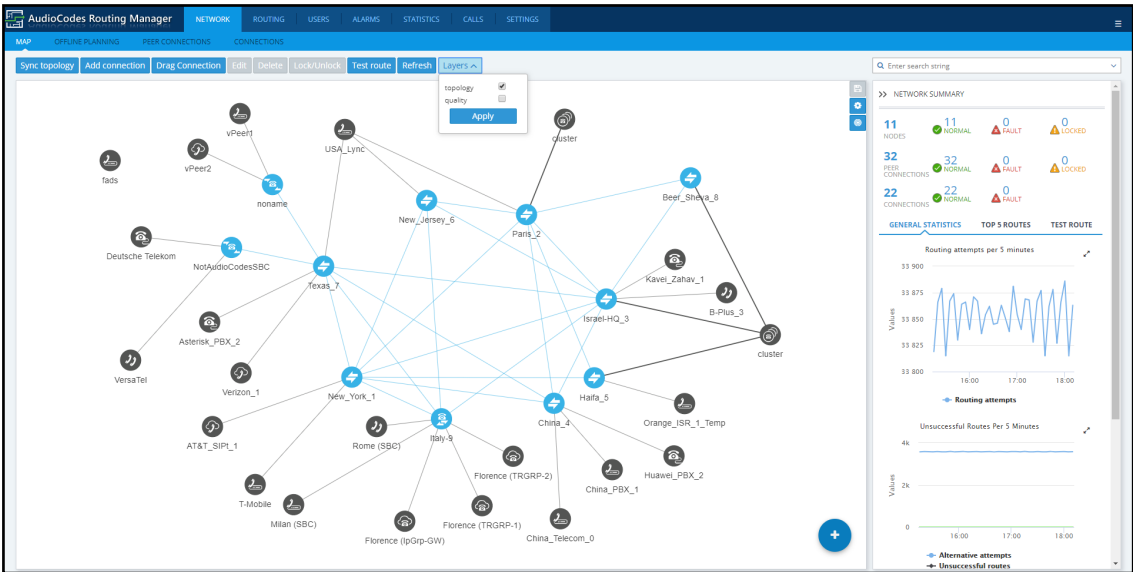 AudioCodes Routing Manager
NETWORK ROUTING USERS ALARMS STATISTICS CALLS SETTINGS
MAP OFFLINE PLANNING PEER CONNECTIONS CONNECTIONS
Sync topology Add connection Drag Connection Edit Delete Lock/Unlock Test route Refresh Layers
Enter search string
topology
quality
Apply
vPeer1
USA_Lync
cluster
vPeer2
fads
noname
Beer_Sheva_8
New_Jersey_6
Paris_2
Deutsche Telekom
NotAudioCodesSBC
Texas_7
Kavei_Zahav_1
B-Plus_3
Israel-HQ_3
Asterisk_PBX_2
cluster
VersaTel
Verizon_1
New_York_1
Haifa_5
China_4
Orange_ISR_1_Temp
AT&T_SIPt_1
Rome (SBC)
Italy-9
Florence (TRGRP-2)
Huawei_PBX_2
China_PBX_1
T-Mobile
Milan (SBC)
Florence (TRGRP-1)
Florence (IpGrp-GW)
China_Telecom_0
+
>> NETWORK SUMMARY
11 NODES 11 NORMAL 0 FAULT 0 LOCKED
32 PEER CONNECTIONS 32 NORMAL 0 FAULT 0 LOCKED
22 CONNECTIONS 22 NORMAL 0 FAULT
GENERAL STATISTICS TOP 5 ROUTES TEST ROUTE
Routing attempts per 5 minutes
33 900
33 875
33 850
33 825
33 800
Values
16:00 17:00 18:00
Routing attempts
Unsuccessful Routes Per 5 Minutes
4k
2k
0
Values
16:00 17:00 18:00
Alternative attempts
Unsuccessful routes